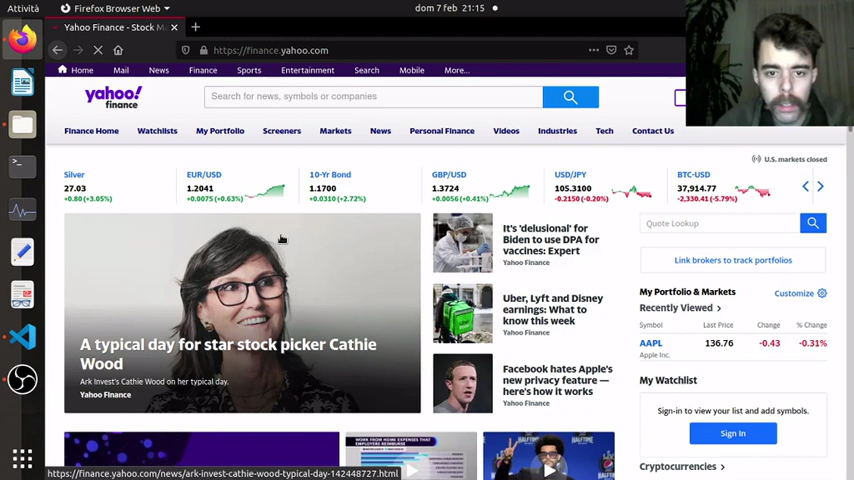 Attività
Firefox Browser Web
dom 7 feb 21:15
Yahoo Finance - Stock M
https://finance.yahoo.com
Home Mail News Finance Sports Entertainment Search Mobile More...
yahoo!
finance
Search for news, symbols or companies
Finance Home Watchlists My Portfolio Screeners Markets News Personal Finance Videos Industries Tech Contact Us
U.S. markets closed
Silver EUR/USD 10-Yr Bond GBP/USD USD/JPY BTC-USD
27.03 1.2041 1.1700 1.3724 105.3100 37,914.77
+0.80 (+3.05%) +0.0075 (+0.63%) +0.0310 (+2.72%) +0.0056 (+0.41%) -0.2150 (-0.20%) -2,330.41 (-5.79%)
A typical day for star stock picker Cathie
Wood
Ark Invest's Cathie Wood on her typical day.
Yahoo Finance
It's 'delusional' for
Biden to use DPA for
vaccines: Expert
Yahoo Finance
Uber, Lyft and Disney
earnings: What to
know this week
Yahoo Finance
Facebook hates Apple's
new privacy feature —
here's how it works
Yahoo Finance
Quote Lookup
Link brokers to track portfolios
My Portfolio & Markets
Customize
Recently Viewed
Symbol Last Price Change % Change
AAPL 136.76 -0.43 -0.31%
Apple Inc.
My Watchlist
Sign-in to view your list and add symbols.
Sign In
Cryptocurrencies
WORK FROM HOME EXPENSES THAT
EMPLOYERS REIMBURSE
https://finance.yahoo.com/news/ark-invest-cathie-wood-typical-day-142448727.html